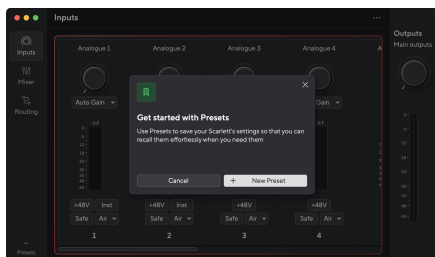 Inputs
Outputs
Main outputs
Inputs
Mixer
Routing
Presets
Analogue 1
Analogue 2
Analogue 3
Analogue 4
A
Auto Gain
Gain
Get started with Presets
Use Presets to save your Scarlett's settings so that you can
recall them effortlessly when you need them
Cancel
+ New Preset
+48V Inst
+48V Inst
+48V
+48V
Safe Air
Safe Air
Safe Air
Safe Air
1
2
3
4